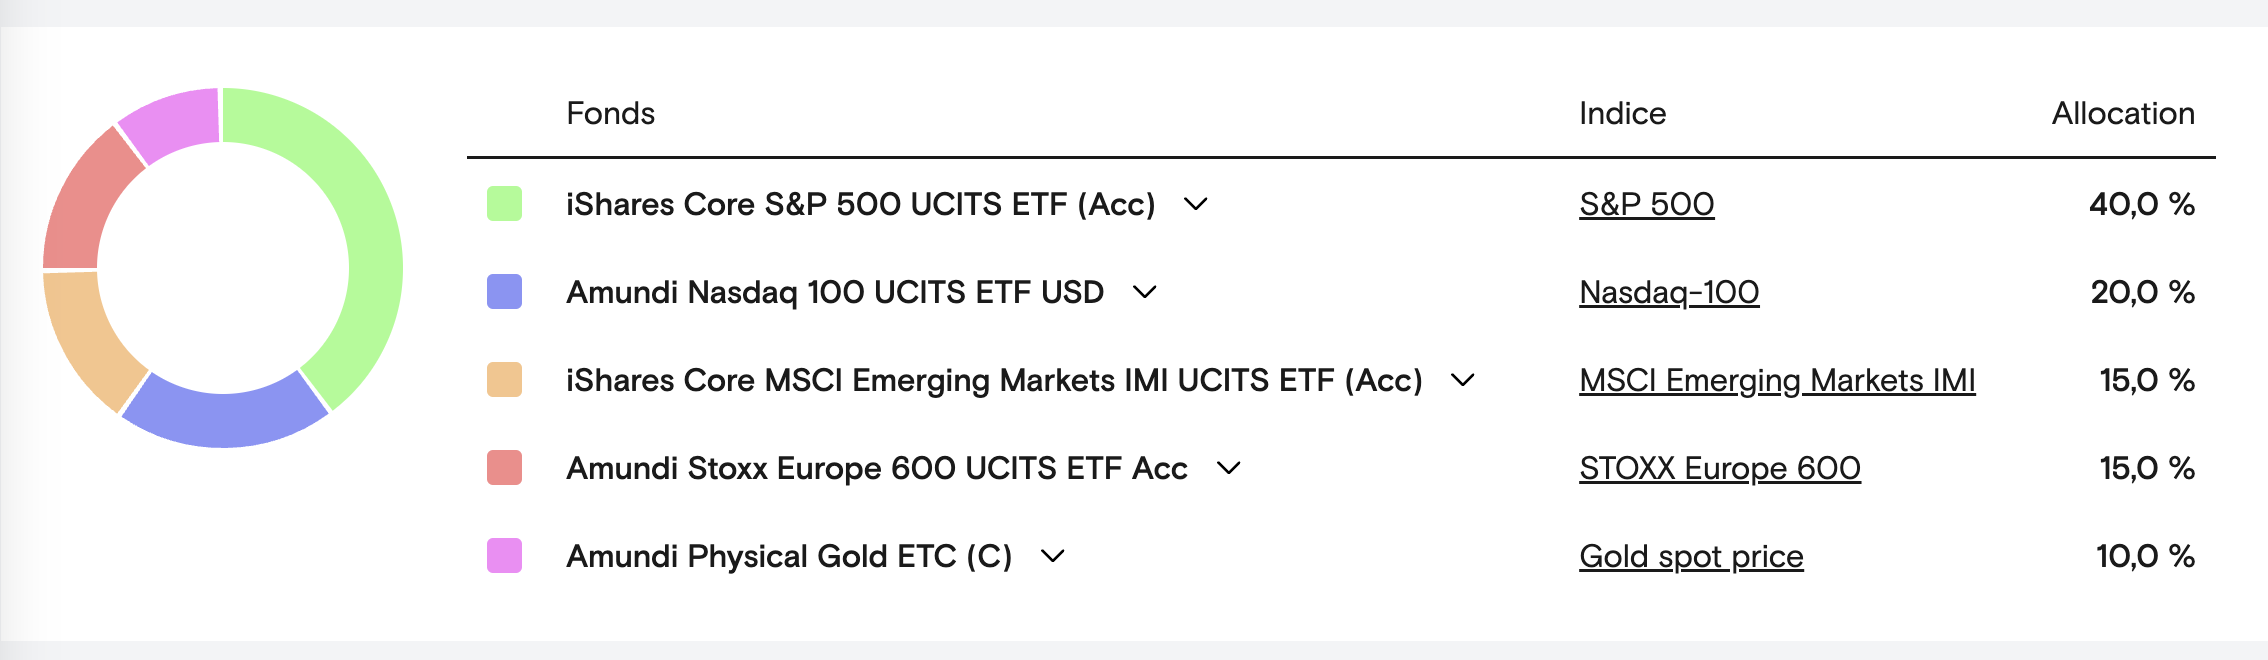 Fonds Indice Allocation
iShares Core S&P 500 UCITS ETF (Acc) S&P 500 40,0 %
Amundi Nasdaq 100 UCITS ETF USD Nasdaq-100 20,0 %
iShares Core MSCI Emerging Markets IMI UCITS ETF (Acc) MSCI Emerging Markets IMI 15,0 %
Amundi Stoxx Europe 600 UCITS ETF Acc STOXX Europe 600 15,0 %
Amundi Physical Gold ETC (C) Gold spot price 10,0 %